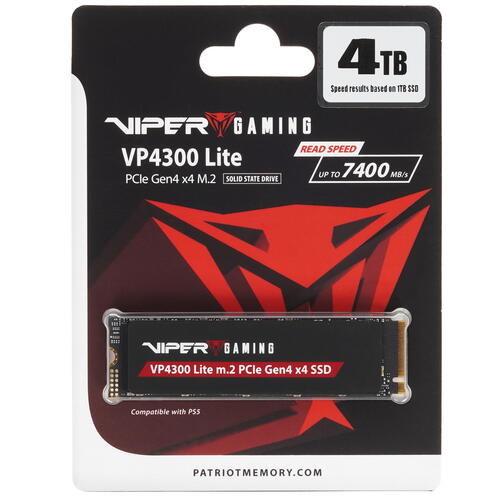 4TB
Speed results based on 1TB SSD
VIPER GAMING
VP4300 Lite
PCIe Gen4 x4 M.2 SOLID STATE DRIVE
READ SPEED
UP TO 7400 MB/s
VIPER GAMING
VP4300 Lite m.2 PCIe Gen4 x4 SSD
Compatible with PS5
PATRIOTMEMORY.COM